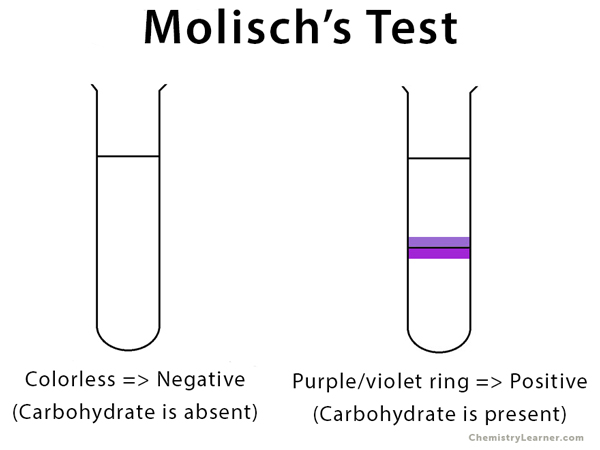 Molisch's Test
Colorless => Negative
(Carbohydrate is absent)
Purple/violet ring => Positive
(Carbohydrate is present)
ChemistryLearner.com